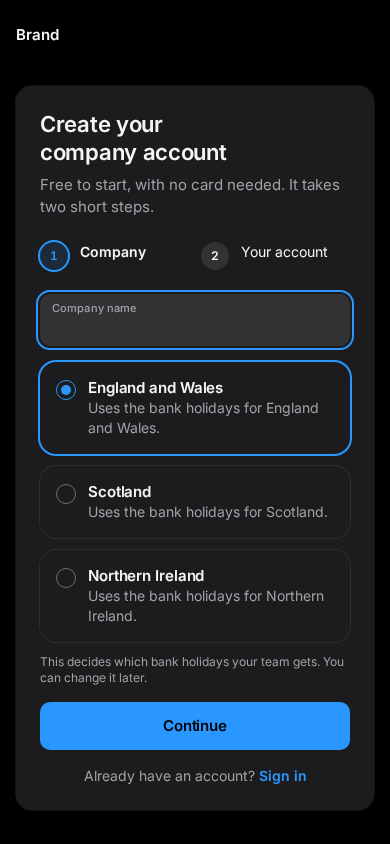 Brand
Create your
company account
Free to start, with no card needed. It takes
two short steps.
1 Company 2 Your account
Company name
England and Wales
Uses the bank holidays for England
and Wales.
Scotland
Uses the bank holidays for Scotland.
Northern Ireland
Uses the bank holidays for Northern
Ireland.
This decides which bank holidays your team gets. You
can change it later.
Continue
Already have an account? Sign in